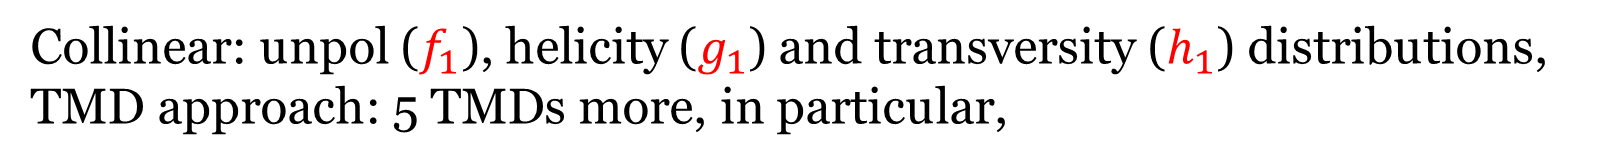 Collinear: unpol (f₁), helicity (g₁) and transversity (h₁) distributions,
TMD approach: 5 TMDs more, in particular,